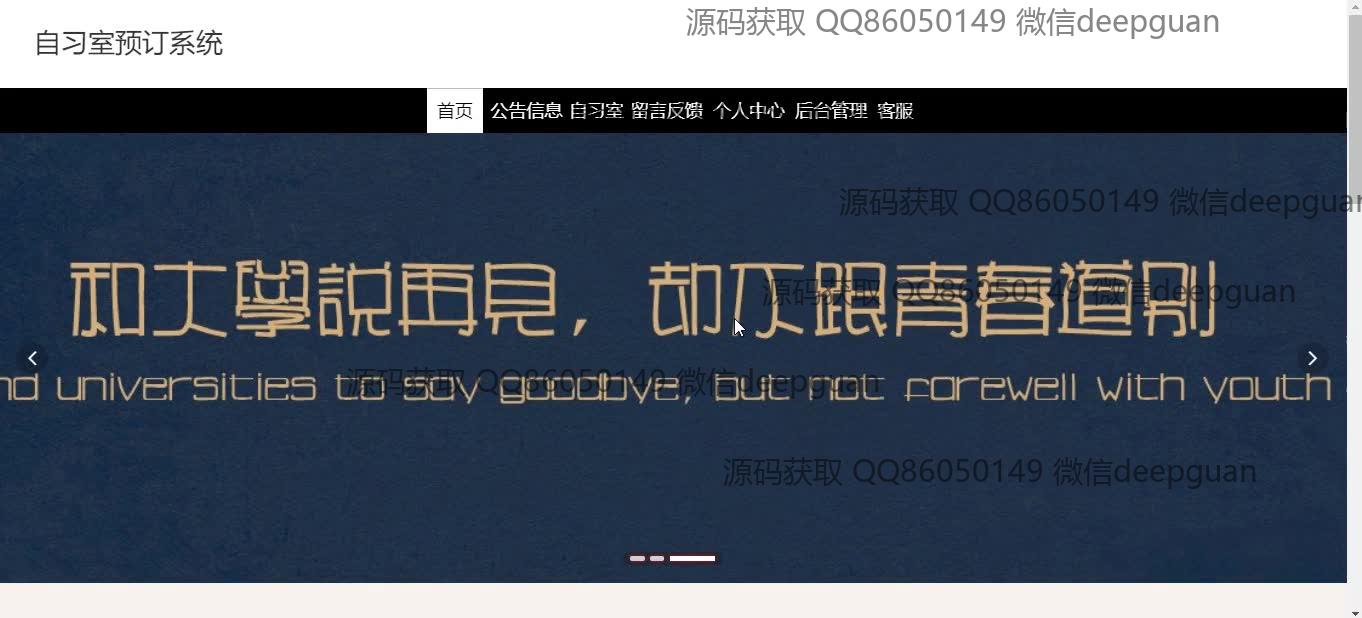 源码获取 QQ86050149 微信deepguan
自习室预订系统
首页 公告信息 自习室 留言反馈 个人中心 后台管理 客服
源码获取 QQ86050149 微信deepguan
和大學説再見，却不跟青春道别
源码获取 QQ86050149 微信deepguan
nd universities to say goodbye, but not farewell with youth
源码获取 QQ86050149 微信deepguan
源码获取 QQ86050149 微信deepguan